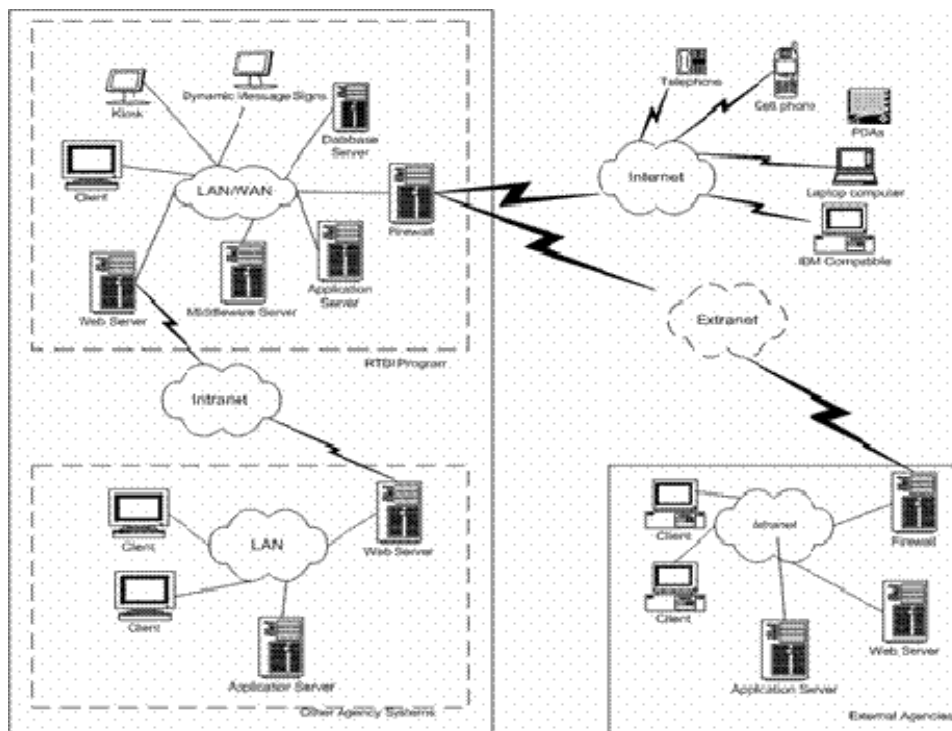 Kiosk
Dynamic Message Signs
Database
Server
Client
LAN/WAN
Firewall
Web Server
Middleware Server
Application
Server
RTBI Program
Telephone
Cell phone
PDAs
Internet
Laptop computer
IBM Compatible
Extranet
Intranet
Client
LAN
Web Server
Client
Application Server
Other Agency Systems
Client
Intranet
Firewall
Client
Web Server
Application Server
External Agencies